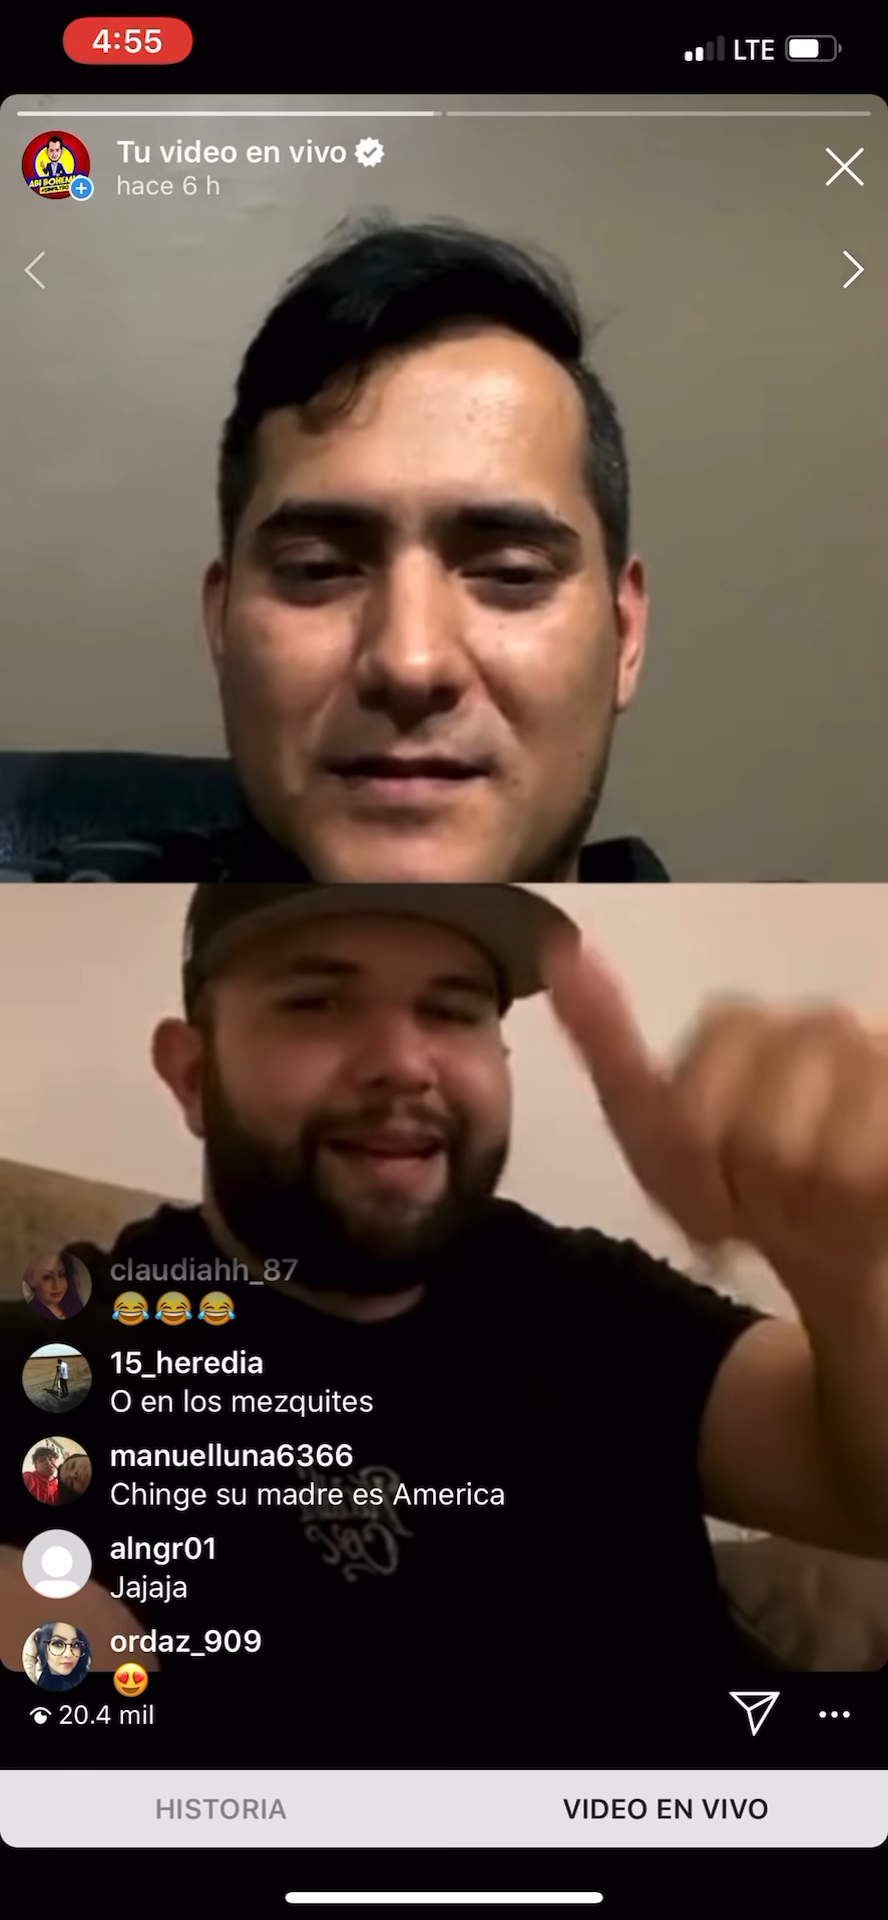 4:55
LTE
Tu video en vivo
hace 6 h
claudiahh_87
😂😂😂
15_heredia
O en los mezquites
manuelluna6366
Chinge su madre es America
alngr01
Jajaja
ordaz_909
😍
20.4 mil
HISTORIA
VIDEO EN VIVO